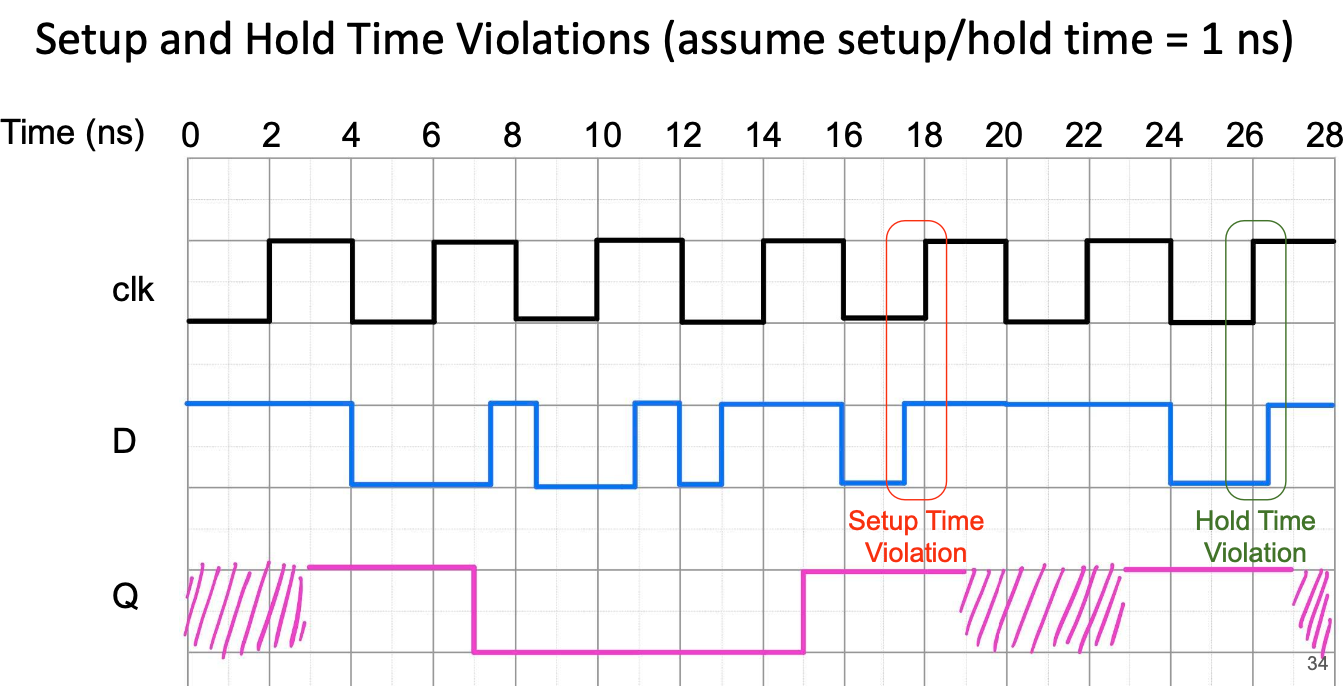 Setup and Hold Time Violations (assume setup/hold time = 1 ns)
Time (ns) 0 2 4 6 8 10 12 14 16 18 20 22 24 26 28
clk
D
Setup Time
Violation
Hold Time
Violation
Q
34